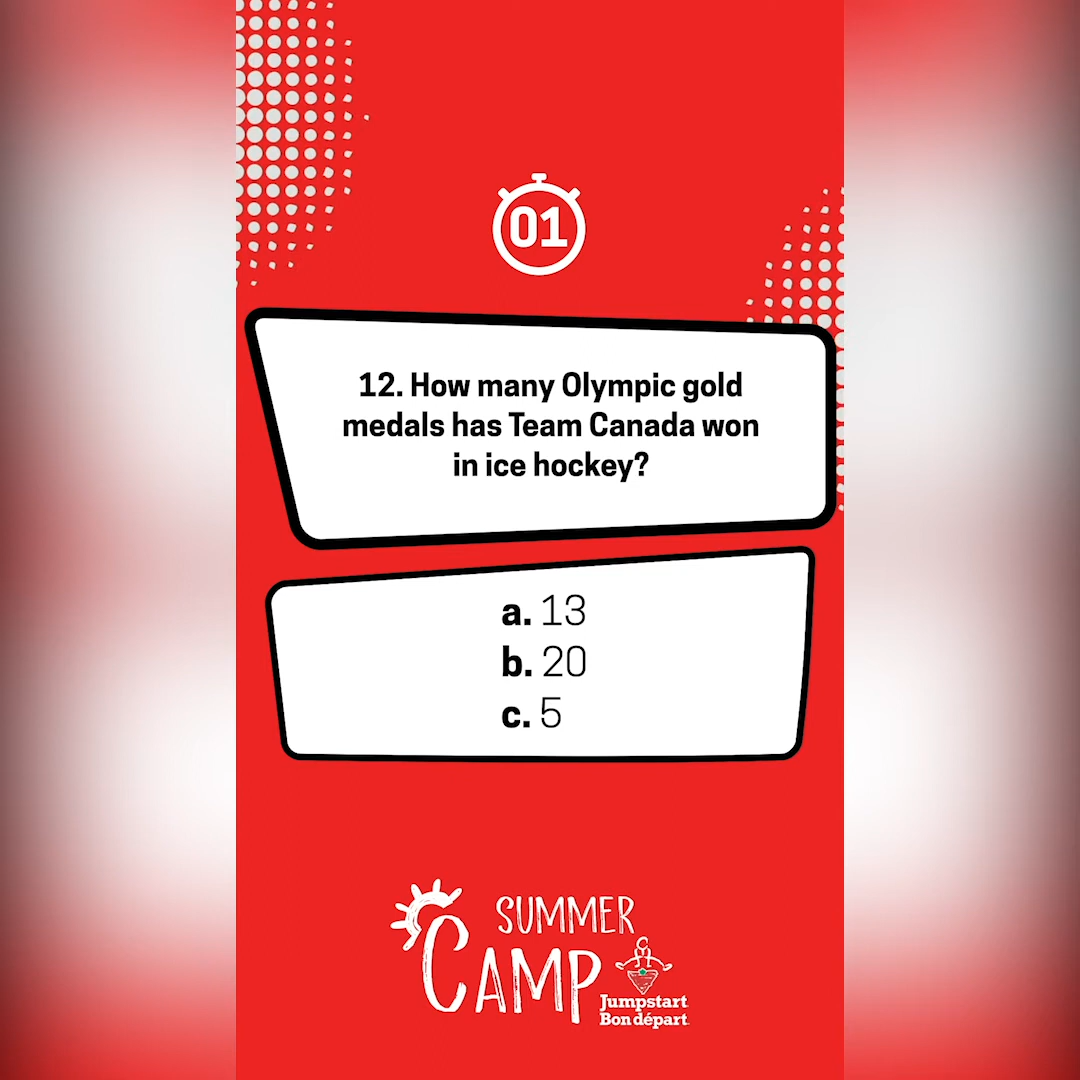 01
12. How many Olympic gold
medals has Team Canada won
in ice hockey?
a. 13
b. 20
c. 5
SUMMER
CAMP
Jumpstart
Bon départ